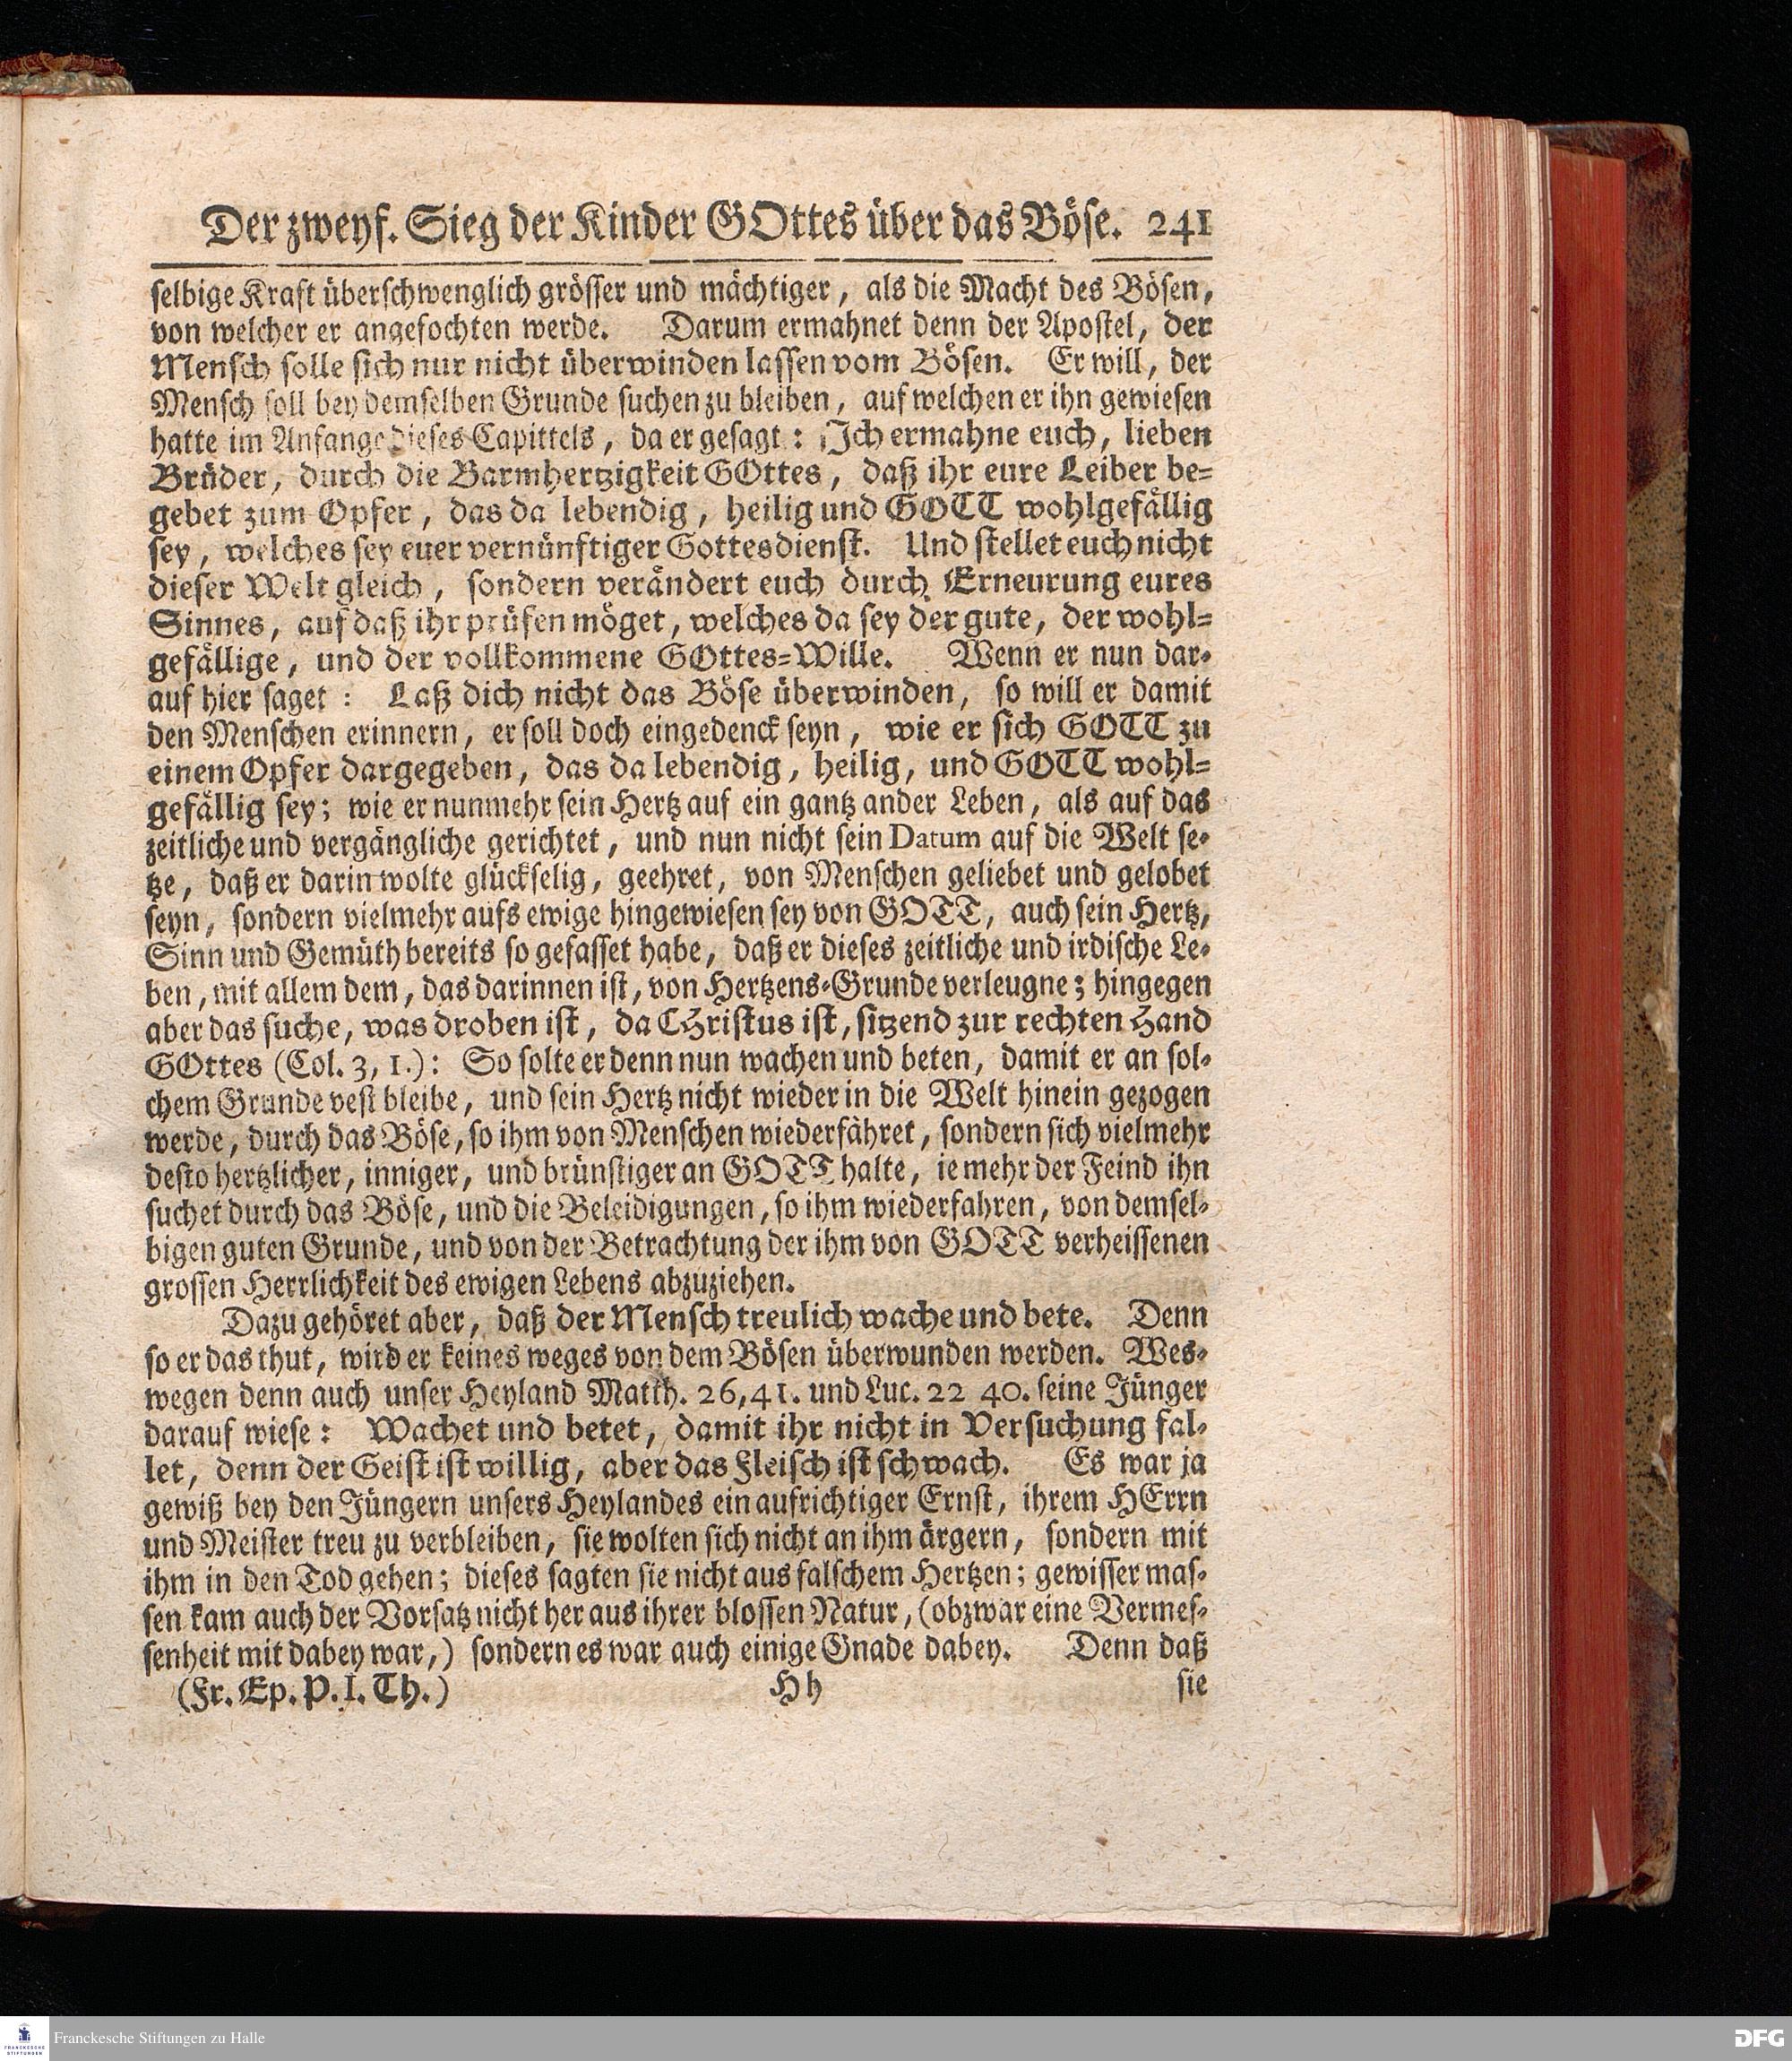 Der zweyf. Sieg der Kinder GOttes über das Böse. 241
selbige Kraft überschwenglich grösser und mächtiger, als die Macht des Bösen,
von welcher er angefochten werde. Darum ermahnet denn der Apostel, der
Mensch solle sich nur nicht überwinden lassen vom Bösen. Er will, der
Mensch soll bey demselben Grunde suchen zu bleiben, auf welchen er ihn gewiesen
hatte im Anfange dieses Capittels, da er gesagt: Ich ermahne euch, lieben
Brüder, durch die Barmhertzigkeit GOttes, daß ihr eure Leiber be=
gebet zum Opfer, das da lebendig, heilig und GOTT wohlgefällig
sey, welches sey euer vernünftiger Gottesdienst. Und stellet euch nicht
dieser Welt gleich, sondern verändert euch durch Erneurung eures
Sinnes, auf daß ihr prüfen möget, welches da sey der gute, der wohl=
gefällige, und der vollkommene GOttes=Wille. Wenn er nun dar=
auf hier saget: Laß dich nicht das Böse überwinden, so will er damit
den Menschen erinnern, er soll doch eingedenck seyn, wie er sich GOTT zu
einem Opfer dargegeben, das da lebendig, heilig, und GOTT wohl=
gefällig sey; wie er nunmehr sein Hertz auf ein gantz ander Leben, als auf das
zeitliche und vergängliche gerichtet, und nun nicht sein Datum auf die Welt se=
tze, daß er darin wolte glückselig, geehret, von Menschen geliebet und gelobet
seyn, sondern vielmehr aufs ewige hingewiesen sey von GOTT, auch sein Hertz,
Sinn und Gemüth bereits so gefasset habe, daß er dieses zeitliche und irdische Le=
ben, mit allem dem, das darinnen ist, von Hertzens=Grunde verleugne; hingegen
aber das suche, was droben ist, da CHristus ist, sitzend zur rechten Hand
GOttes (Col. 3, 1.): So solte er denn nun wachen und beten, damit er an sol=
chem Grunde vest bleibe, und sein Hertz nicht wieder in die Welt hinein gezogen
werde, durch das Böse, so ihm von Menschen wiederfähret, sondern sich vielmehr
desto hertzlicher, inniger, und brünstiger an GOTT halte, ie mehr der Feind ihn
suchet durch das Böse, und die Beleidigungen, so ihm wiederfahren, von demsel=
bigen guten Grunde, und von der Betrachtung der ihm von GOTT verheissenen
grossen Herrlichkeit des ewigen Lebens abzuziehen.
Dazu gehöret aber, daß der Mensch treulich wache und bete. Denn
so er das thut, wird er keines weges von dem Bösen überwunden werden. Wes=
wegen denn auch unser Heyland Matth. 26, 41. und Luc. 22 40. seine Jünger
darauf wiese: Wachet und betet, damit ihr nicht in Versuchung fal=
let, denn der Geist ist willig, aber das Fleisch ist schwach. Es war ja
gewiß bey den Jüngern unsers Heylandes ein aufrichtiger Ernst, ihrem HErrn
und Meister treu zu verbleiben, sie wolten sich nicht an ihm ärgern, sondern mit
ihm in den Tod gehen; dieses sagten sie nicht aus falschem Hertzen; gewisser mas=
sen kam auch der Vorsatz nicht her aus ihrer blossen Natur, (obzwar eine Vermes=
senheit mit dabey war,) sondern es war auch einige Gnade dabey. Denn daß
(Fr. Ep. P. I. Th.) Hh sie
FRANCKESCHE STIFTUNGEN
Franckesche Stiftungen zu Halle
DFG